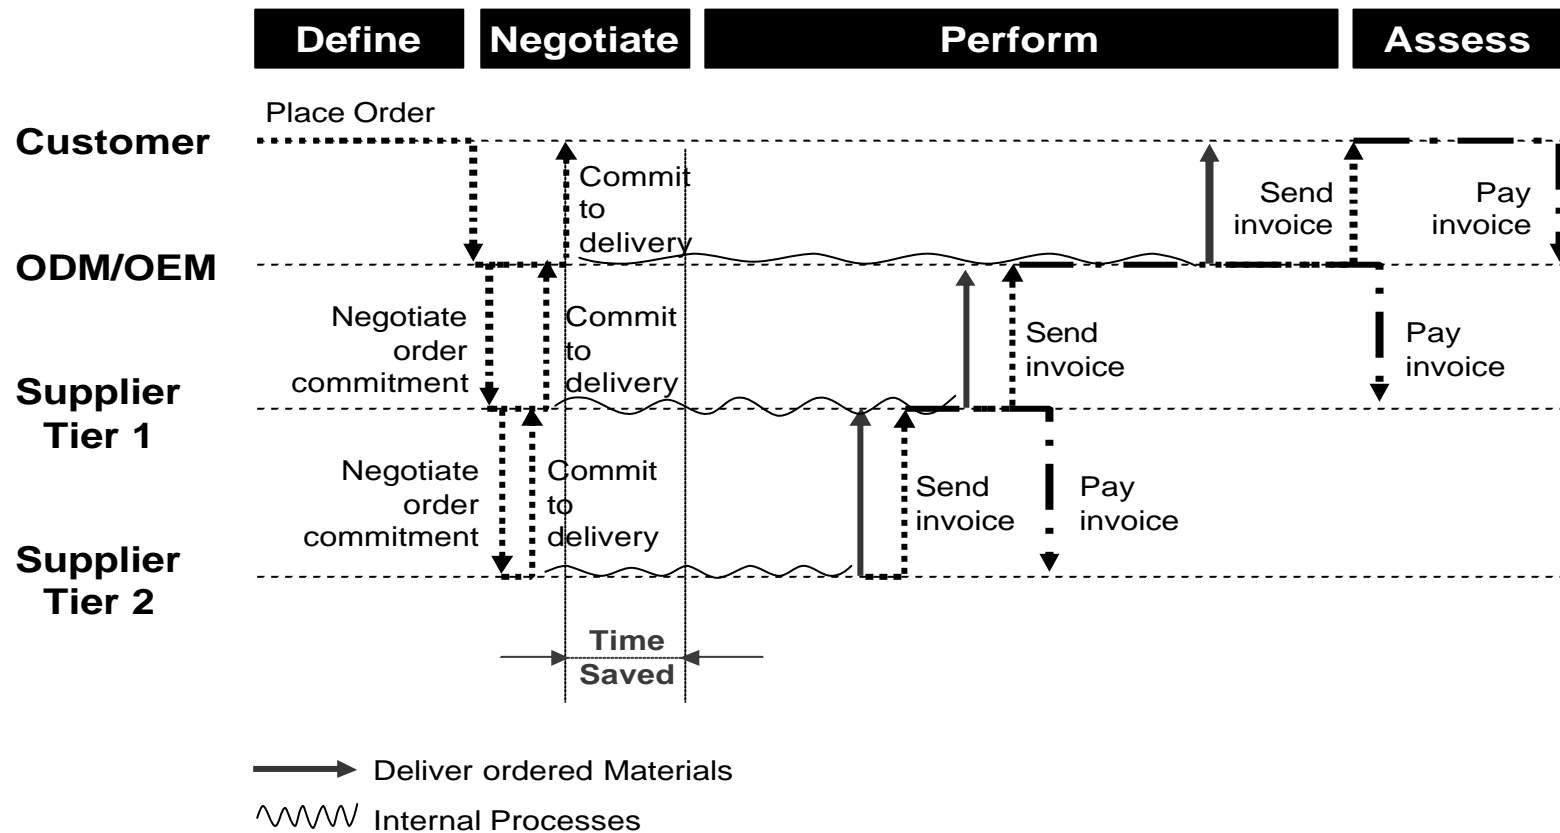 Define
Negotiate
Perform
Assess
Place Order
Customer
Commit
to
delivery
Send
invoice
Pay
invoice
ODM/OEM
Negotiate
order
commitment
Commit
to
delivery
Send
invoice
Pay
invoice
Supplier
Tier 1
Negotiate
order
commitment
Commit
to
delivery
Send
invoice
Pay
invoice
Supplier
Tier 2
Time
Saved
Deliver ordered Materials
Internal Processes